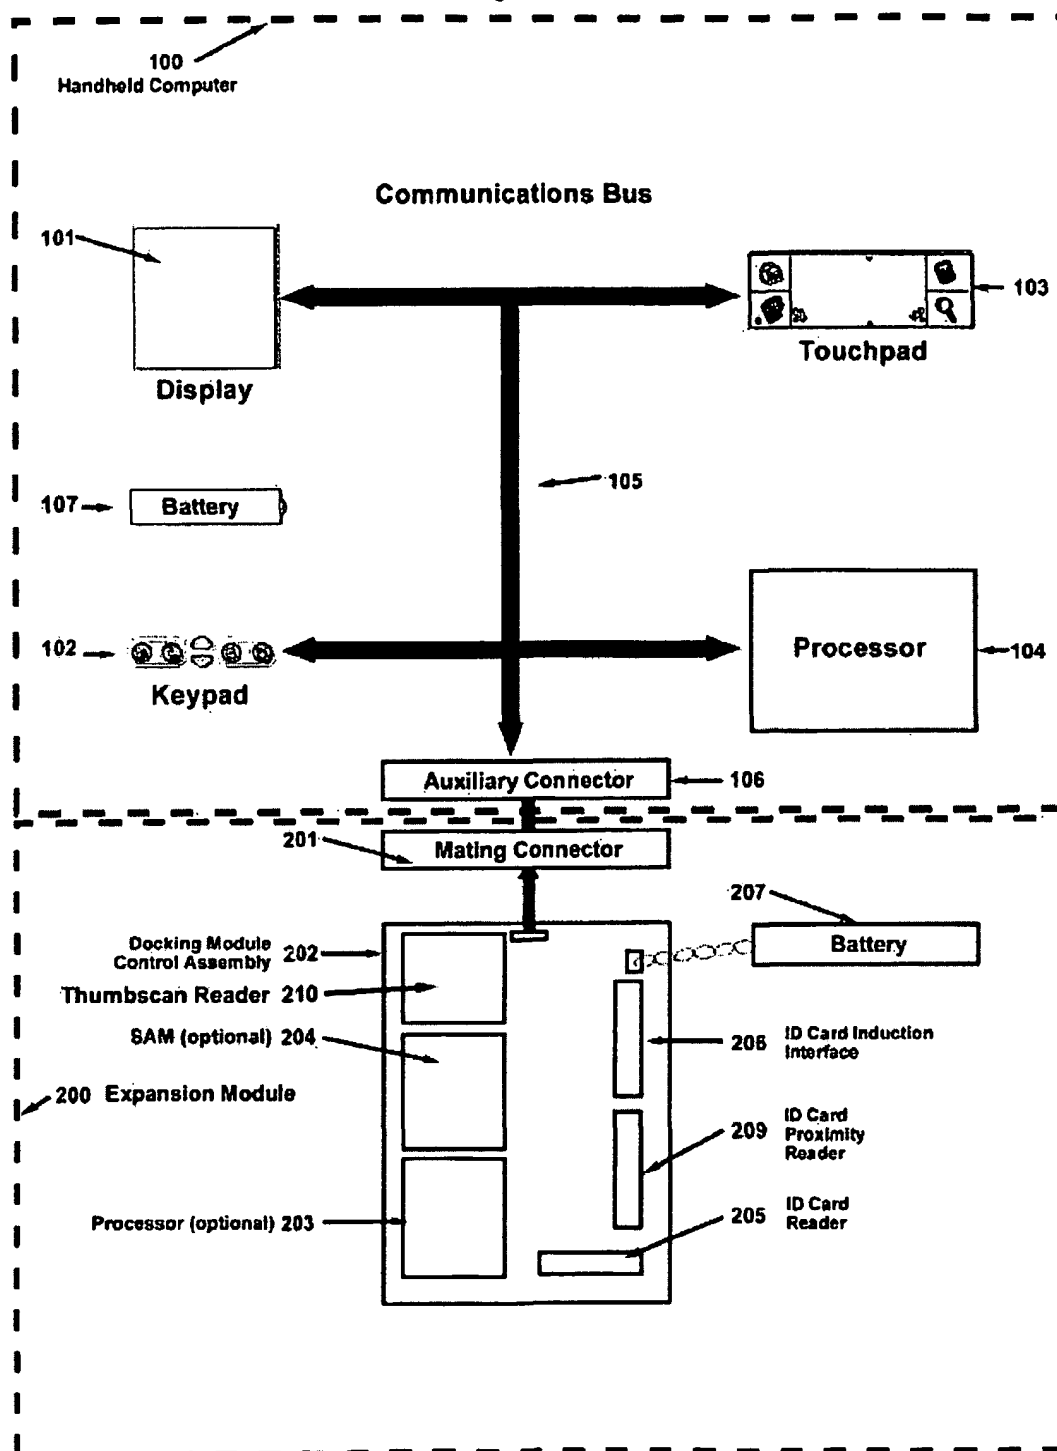 100
Handheld Computer
Communications Bus
101
103
Display
Touchpad
107
Battery
105
102
Keypad
Processor
104
Auxiliary Connector
106
201
Mating Connector
207
Battery
Docking Module
Control Assembly
202
Thumbscan Reader 210
SAM (optional) 204
206
ID Card Induction
Interface
200 Expansion Module
209
ID Card
Proximity
Reader
Processor (optional) 203
205
ID Card
Reader